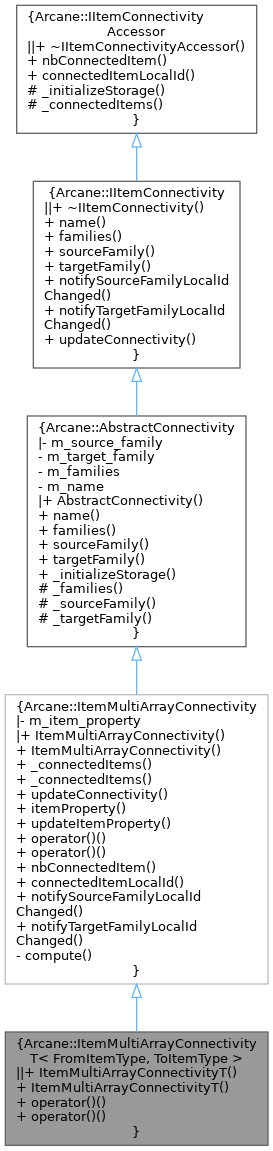 {Arcane::IItemConnectivity
Accessor
||+ ~IItemConnectivityAccessor()
+ nbConnectedItem()
+ connectedItemLocalId()
# _initializeStorage()
# _connectedItems()
}
{Arcane::IItemConnectivity
||+ ~IItemConnectivity()
+ name()
+ families()
+ sourceFamily()
+ targetFamily()
+ notifySourceFamilyLocalId
Changed()
+ notifyTargetFamilyLocalId
Changed()
+ updateConnectivity()
}
{Arcane::AbstractConnectivity
|- m_source_family
- m_target_family
- m_families
- m_name
|+ AbstractConnectivity()
+ name()
+ families()
+ sourceFamily()
+ targetFamily()
+ _initializeStorage()
# _families()
# _sourceFamily()
# _targetFamily()
}
{Arcane::ItemMultiArrayConnectivity
|- m_item_property
|+ ItemMultiArrayConnectivity()
+ ItemMultiArrayConnectivity()
+ _connectedItems()
+ _connectedItems()
+ updateConnectivity()
+ itemProperty()
+ updateItemProperty()
+ operator()()
+ operator()()
+ nbConnectedItem()
+ connectedItemLocalId()
+ notifySourceFamilyLocalId
Changed()
+ notifyTargetFamilyLocalId
Changed()
- compute()
}
{Arcane::ItemMultiArrayConnectivity
T< FromItemType, ToItemType >
||+ ItemMultiArrayConnectivityT()
+ ItemMultiArrayConnectivityT()
+ operator()()
+ operator()()
}